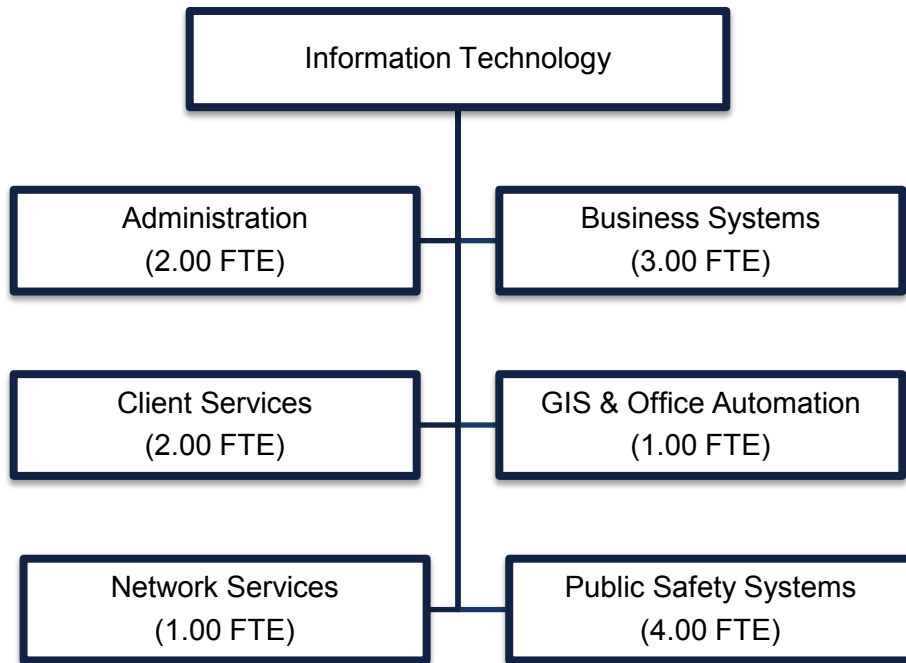 Information Technology
Administration
(2.00 FTE)
Business Systems
(3.00 FTE)
Client Services
(2.00 FTE)
GIS & Office Automation
(1.00 FTE)
Network Services
(1.00 FTE)
Public Safety Systems
(4.00 FTE)